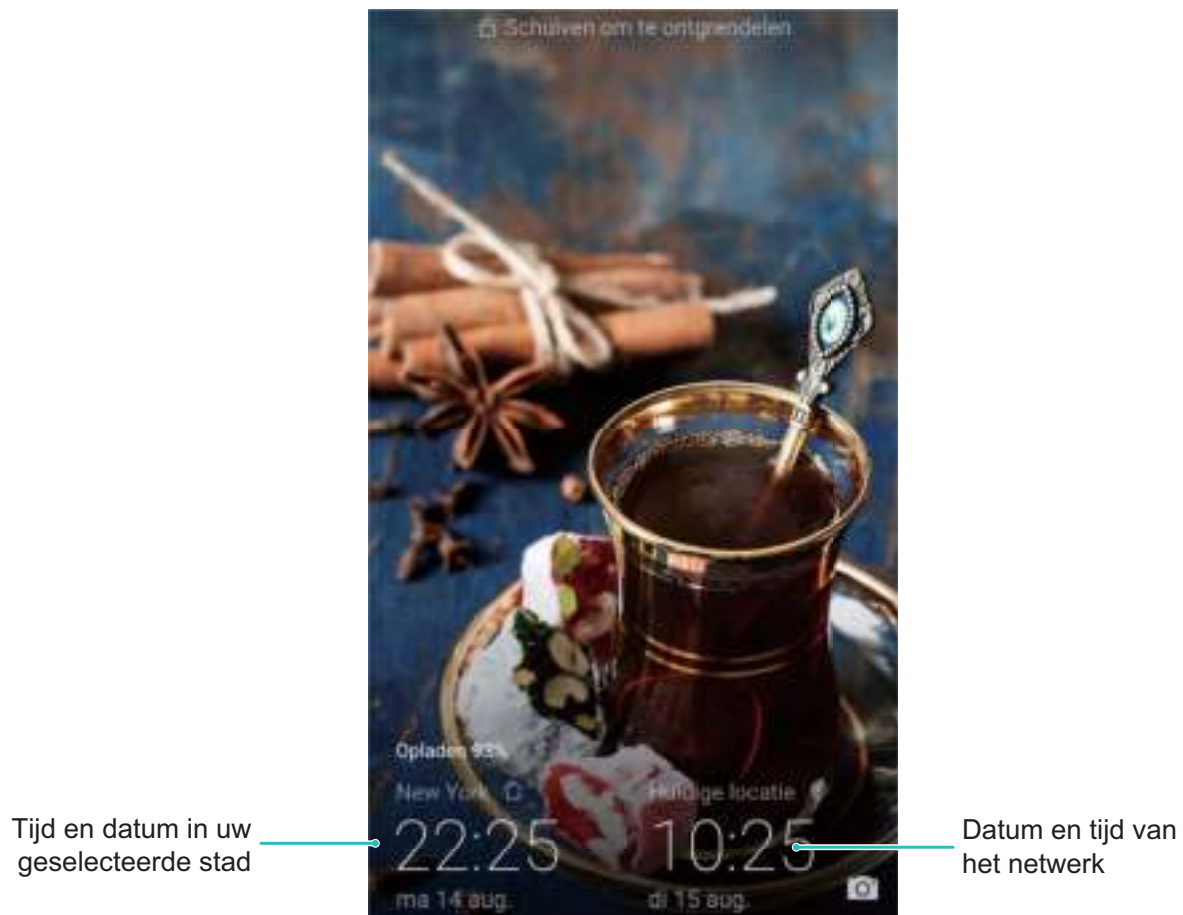 Schuiven om te ontgrendelen
Opladen 93%
New York
Huidige locatie
22:25
10:25
ma 14 aug.
di 15 aug.
Tijd en datum in uw
geselecteerde stad
Datum en tijd van
het netwerk